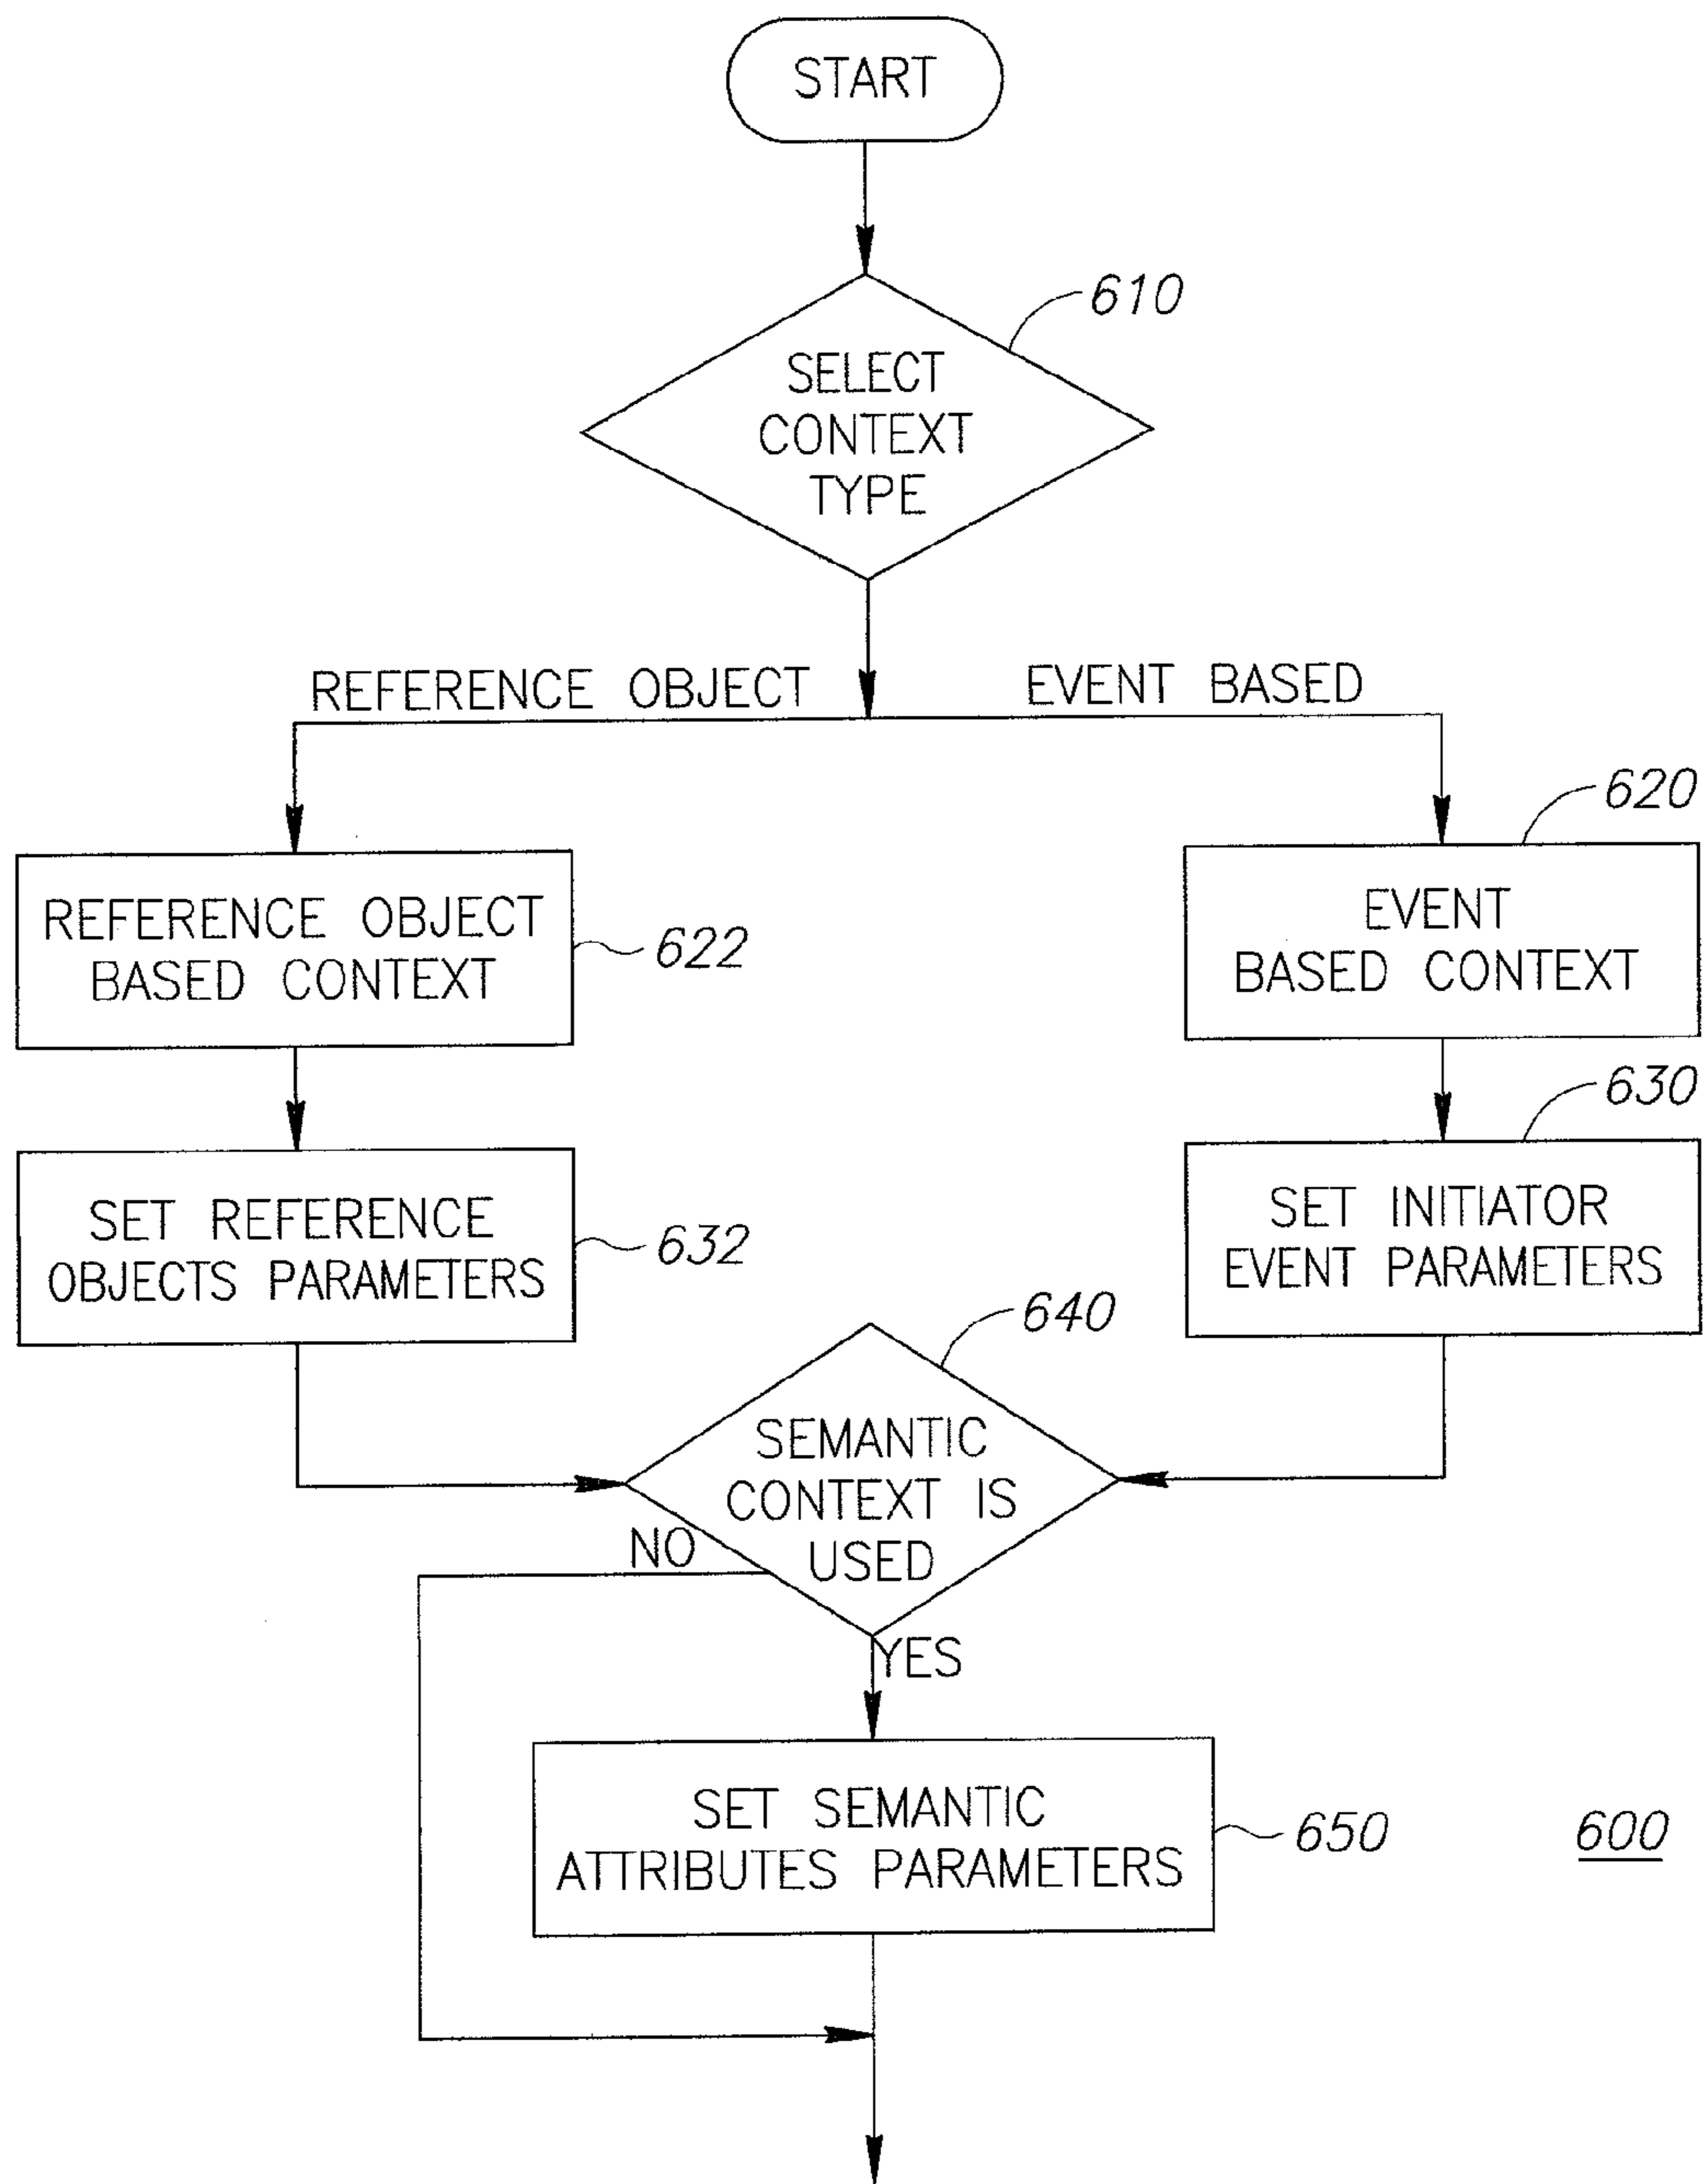 START
610
SELECT
CONTEXT
TYPE
REFERENCE OBJECT
EVENT BASED
620
REFERENCE OBJECT
BASED CONTEXT
622
EVENT
BASED CONTEXT
630
SET REFERENCE
OBJECTS PARAMETERS
632
SET INITIATOR
EVENT PARAMETERS
640
SEMANTIC
CONTEXT IS
USED
NO
YES
SET SEMANTIC
ATTRIBUTES PARAMETERS
650
600